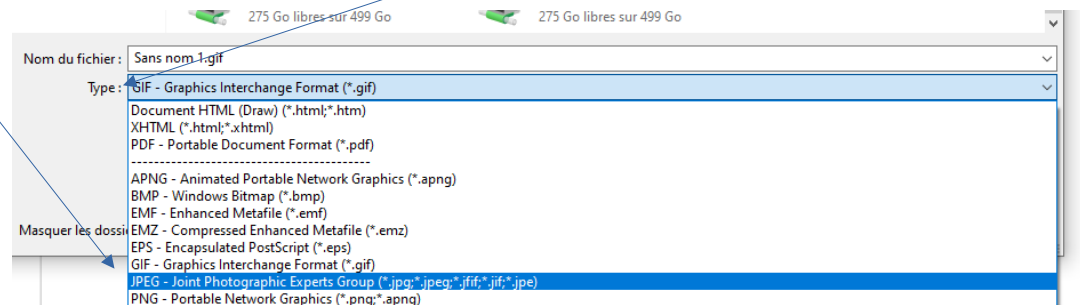 275 Go libres sur 499 Go
275 Go libres sur 499 Go
Nom du fichier : Sans nom 1.gif
Type : GIF - Graphics Interchange Format (*.gif)
Document HTML (Draw) (*.html;*.htm)
XHTML (*.html;*.xhtml)
PDF - Portable Document Format (*.pdf)
------------------------------------------
APNG - Animated Portable Network Graphics (*.apng)
BMP - Windows Bitmap (*.bmp)
EMF - Enhanced Metafile (*.emf)
Masquer les dossi
EMZ - Compressed Enhanced Metafile (*.emz)
EPS - Encapsulated PostScript (*.eps)
GIF - Graphics Interchange Format (*.gif)
JPEG - Joint Photographic Experts Group (*.jpg;*.jpeg;*.jfif;*.jif;*.jpe)
PNG - Portable Network Graphics (*.png;*.apng)